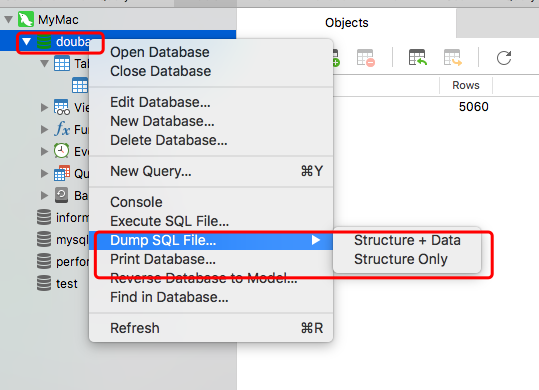 MyMac
Objects
douba
Open Database
Close Database
Tab
Rows
5060
Edit Database...
New Database...
Delete Database...
Vie
Fu
Eve
New Query...
⌘Y
Qu
Ba
Console
Execute SQL File...
inform
mysql
Dump SQL File...
Structure + Data
perfor
Print Database...
Structure Only
Reverse Database to Model...
test
Find in Database...
Refresh
⌘R